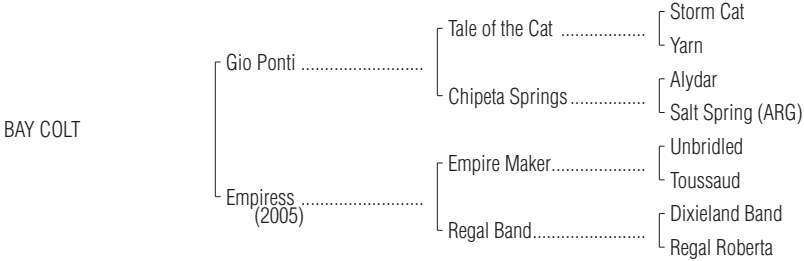 Storm Cat
Tale of the Cat ..................
Yarn
Gio Ponti ..........................
Alydar
Chipeta Springs................
Salt Spring (ARG)
BAY COLT
Unbridled
Empire Maker....................
Toussaud
Empiress ..........................
(2005)
Dixieland Band
Regal Band........................
Regal Roberta